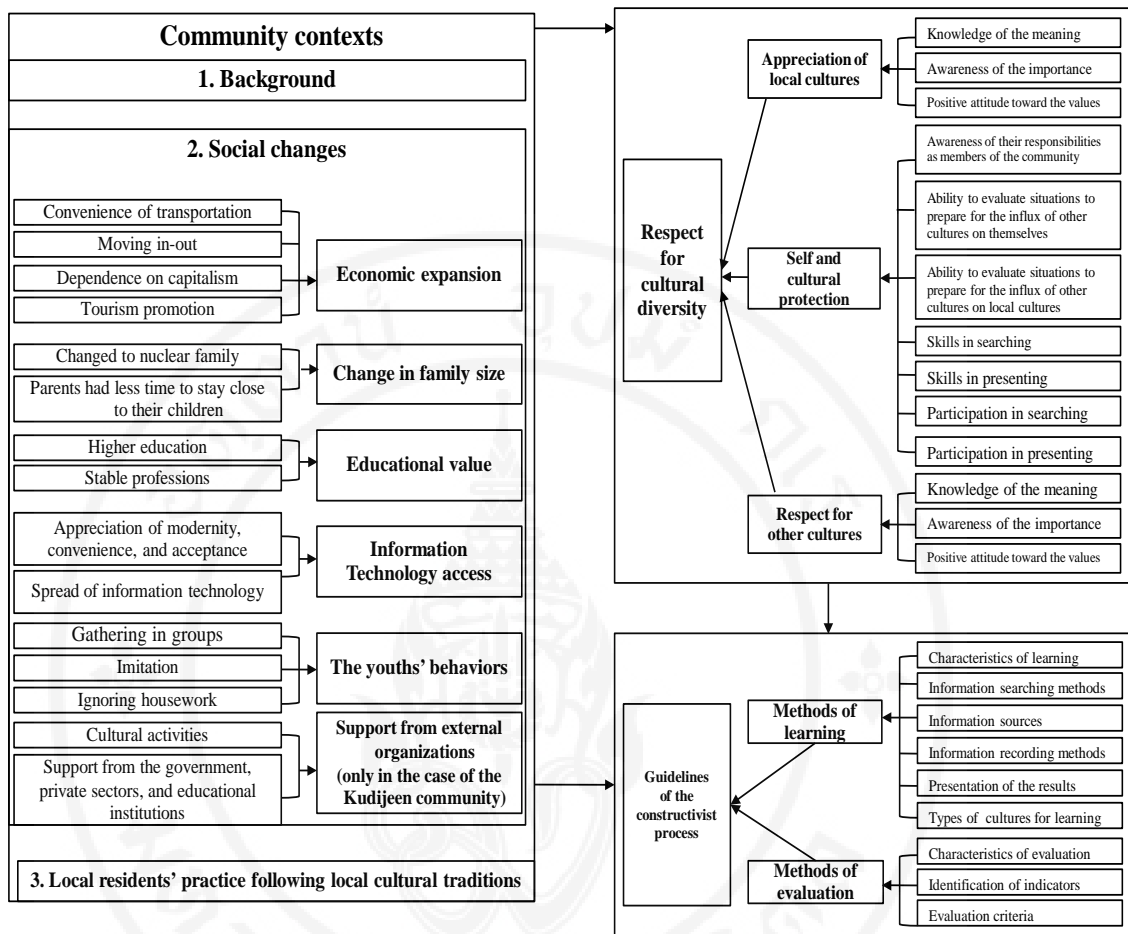 Community contexts
1. Background
2. Social changes
Convenience of transportation
Moving in-out
Dependence on capitalism
Tourism promotion
Economic expansion
Changed to nuclear family
Parents had less time to stay close
to their children
Change in family size
Higher education
Stable professions
Educational value
Appreciation of modernity,
convenience, and acceptance
Spread of information technology
Information
Technology access
Gathering in groups
Imitation
Ignoring housework
The youths' behaviors
Cultural activities
Support from the government,
private sectors, and educational
institutions
Support from external
organizations
(only in the case of the
Kudijeen community)
3. Local residents' practice following local cultural traditions
Respect
for
cultural
diversity
Appreciation of
local cultures
Knowledge of the meaning
Awareness of the importance
Positive attitude toward the values
Self and
cultural
protection
Awareness of their responsibilities
as members of the community
Ability to evaluate situations to
prepare for the influx of other
cultures on themselves
Ability to evaluate situations to
prepare for the influx of other
cultures on local cultures
Skills in searching
Skills in presenting
Participation in searching
Participation in presenting
Respect for
other cultures
Knowledge of the meaning
Awareness of the importance
Positive attitude toward the values
Guidelines
of the
constructivist
process
Methods of
learning
Characteristics of learning
Information searching methods
Information sources
Information recording methods
Presentation of the results
Types of cultures for learning
Methods of
evaluation
Characteristics of evaluation
Identification of indicators
Evaluation criteria